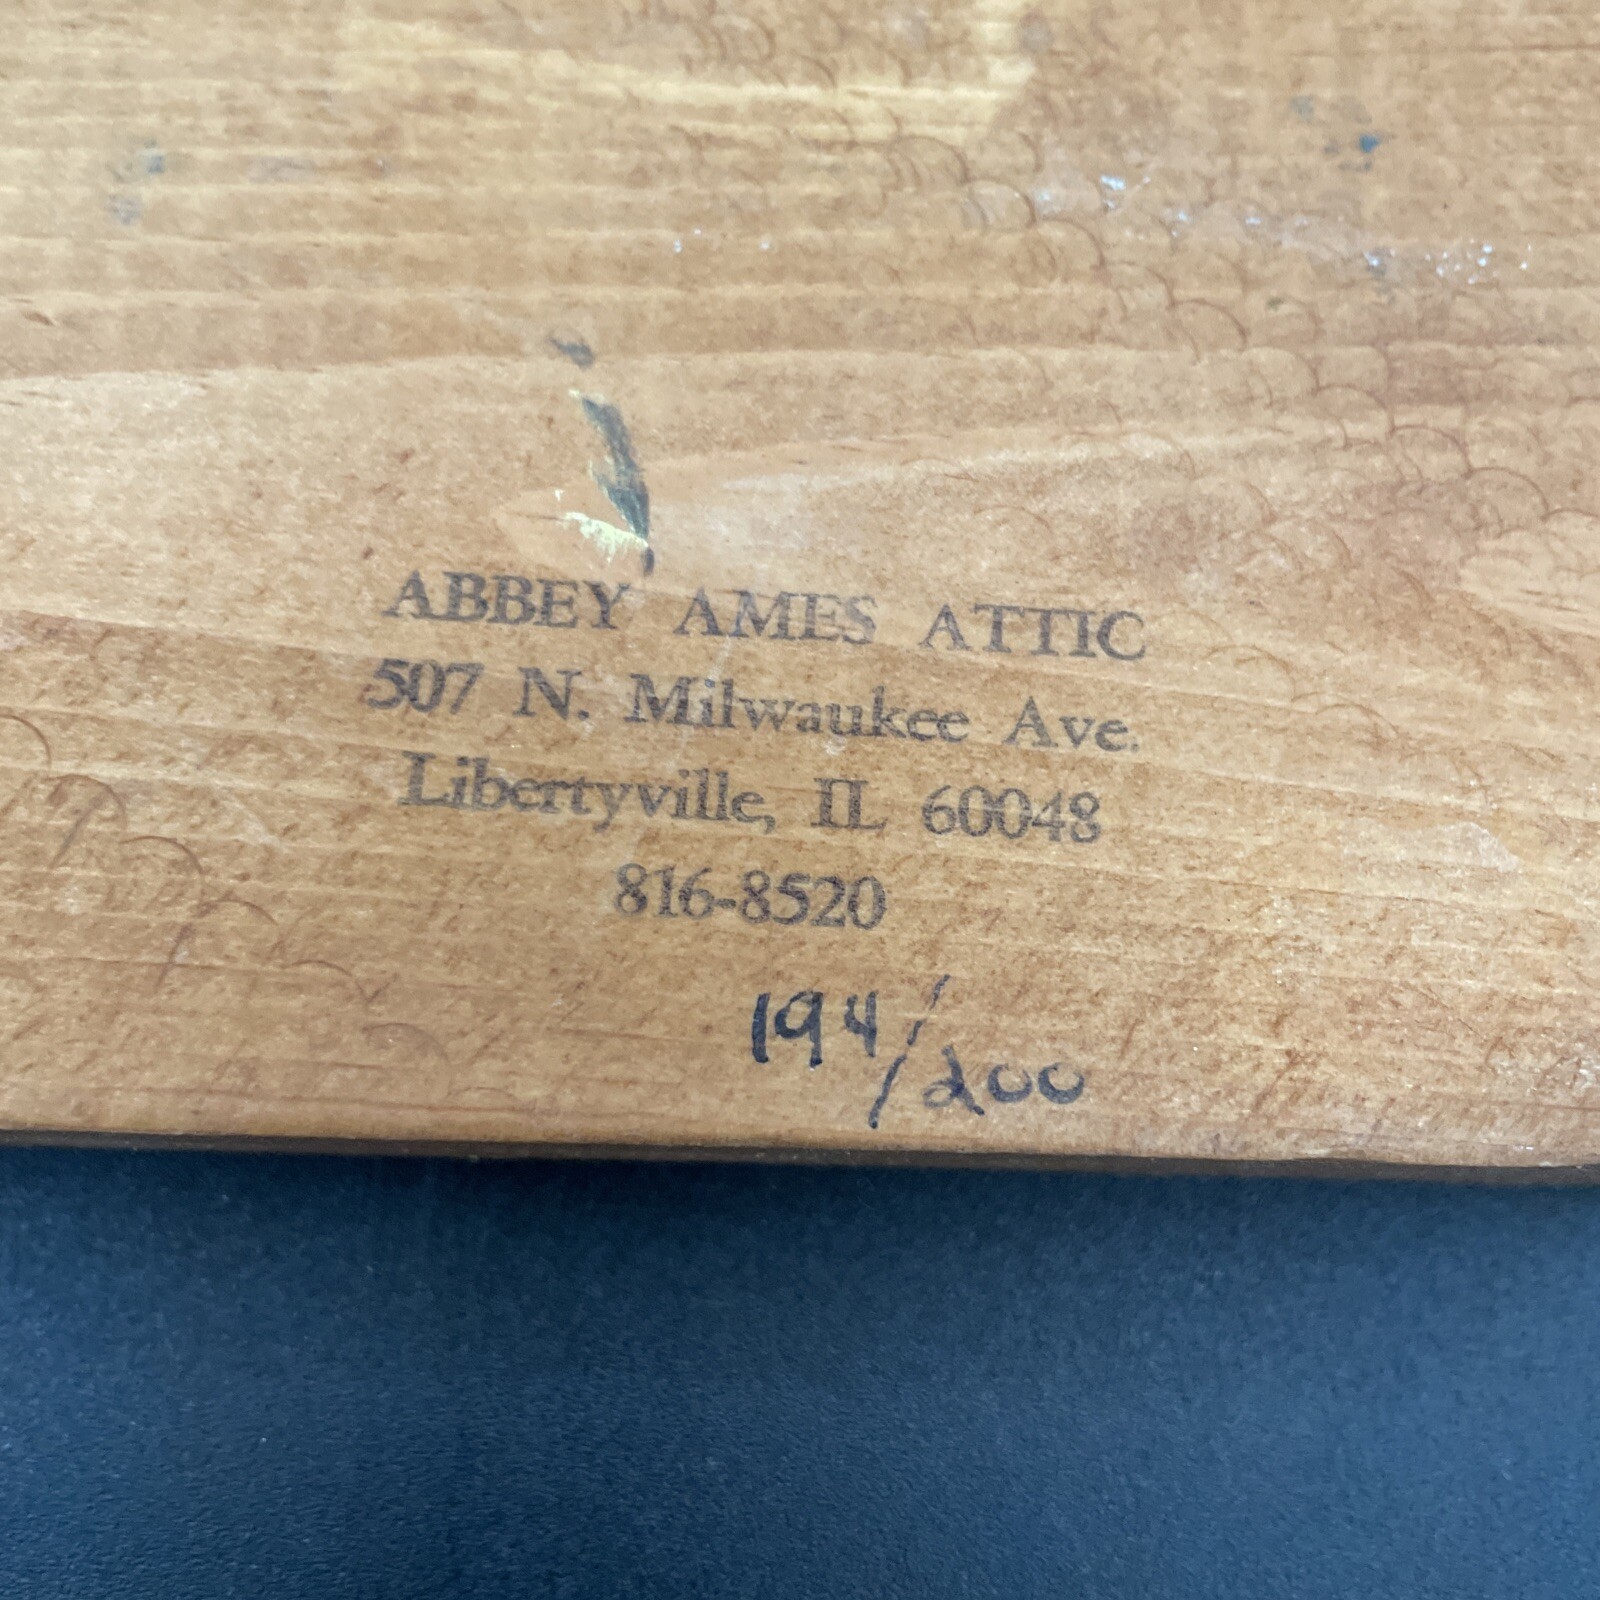 ABBEY AMES ATTIC
507 N. Milwaukee Ave.
Libertyville, IL 60048
816-8520
194/200